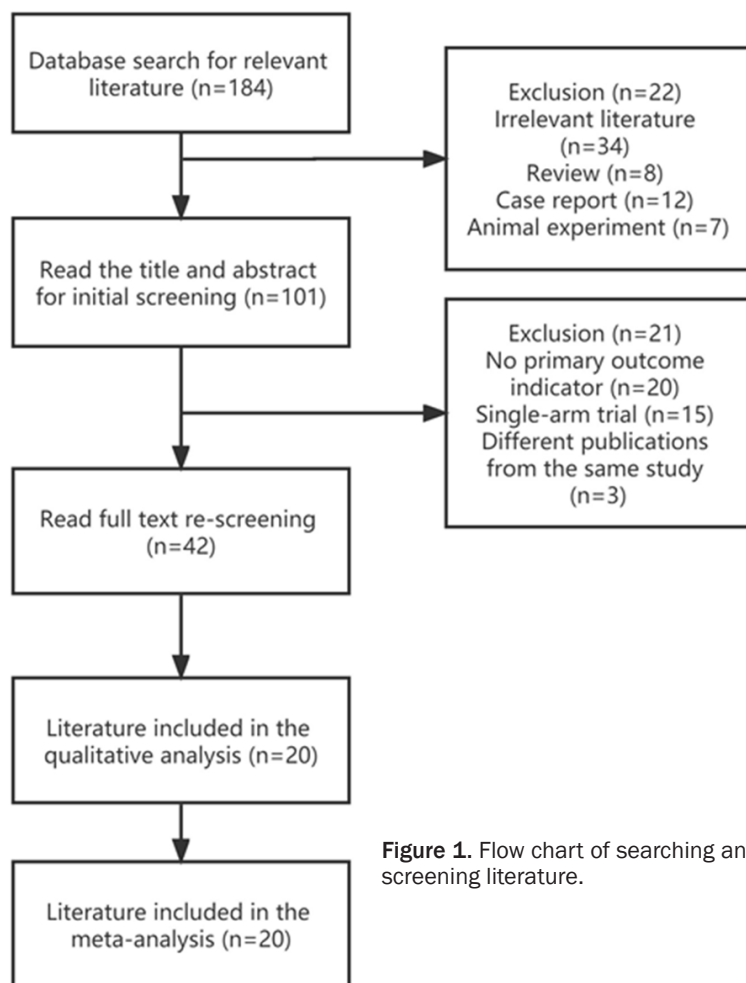 Database search for relevant
literature (n=184)
Exclusion (n=22)
Irrelevant literature
(n=34)
Review (n=8)
Case report (n=12)
Animal experiment (n=7)
Read the title and abstract
for initial screening (n=101)
Exclusion (n=21)
No primary outcome
indicator (n=20)
Single-arm trial (n=15)
Different publications
from the same study
(n=3)
Read full text re-screening
(n=42)
Literature included in the
qualitative analysis (n=20)
Literature included in the
meta-analysis (n=20)
Figure 1. Flow chart of searching an
screening literature.